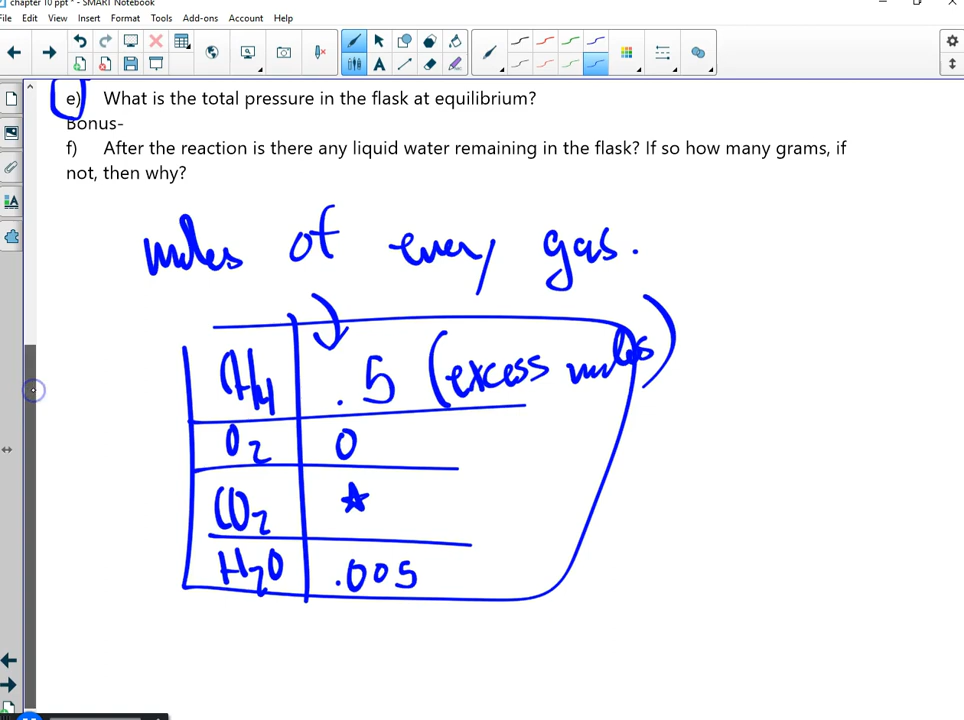 chapter 10 ppt * - SMART Notebook
File Edit View Insert Format Tools Add-ons Account Help
e) What is the total pressure in the flask at equilibrium?
Bonus-
f) After the reaction is there any liquid water remaining in the flask? If so how many grams, if
not, then why?
moles of every gas.
CH4 .5 (excess moles)
O2 0
CO2 ☆
H2O .005